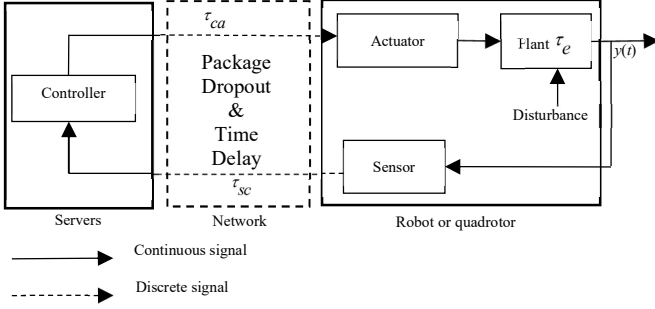 τca
Actuator
Plant τe
y(t)
Controller
Package
Dropout
&
Time
Delay
Disturbance
Sensor
τsc
Servers
Network
Robot or quadrotor
Continuous signal
Discrete signal